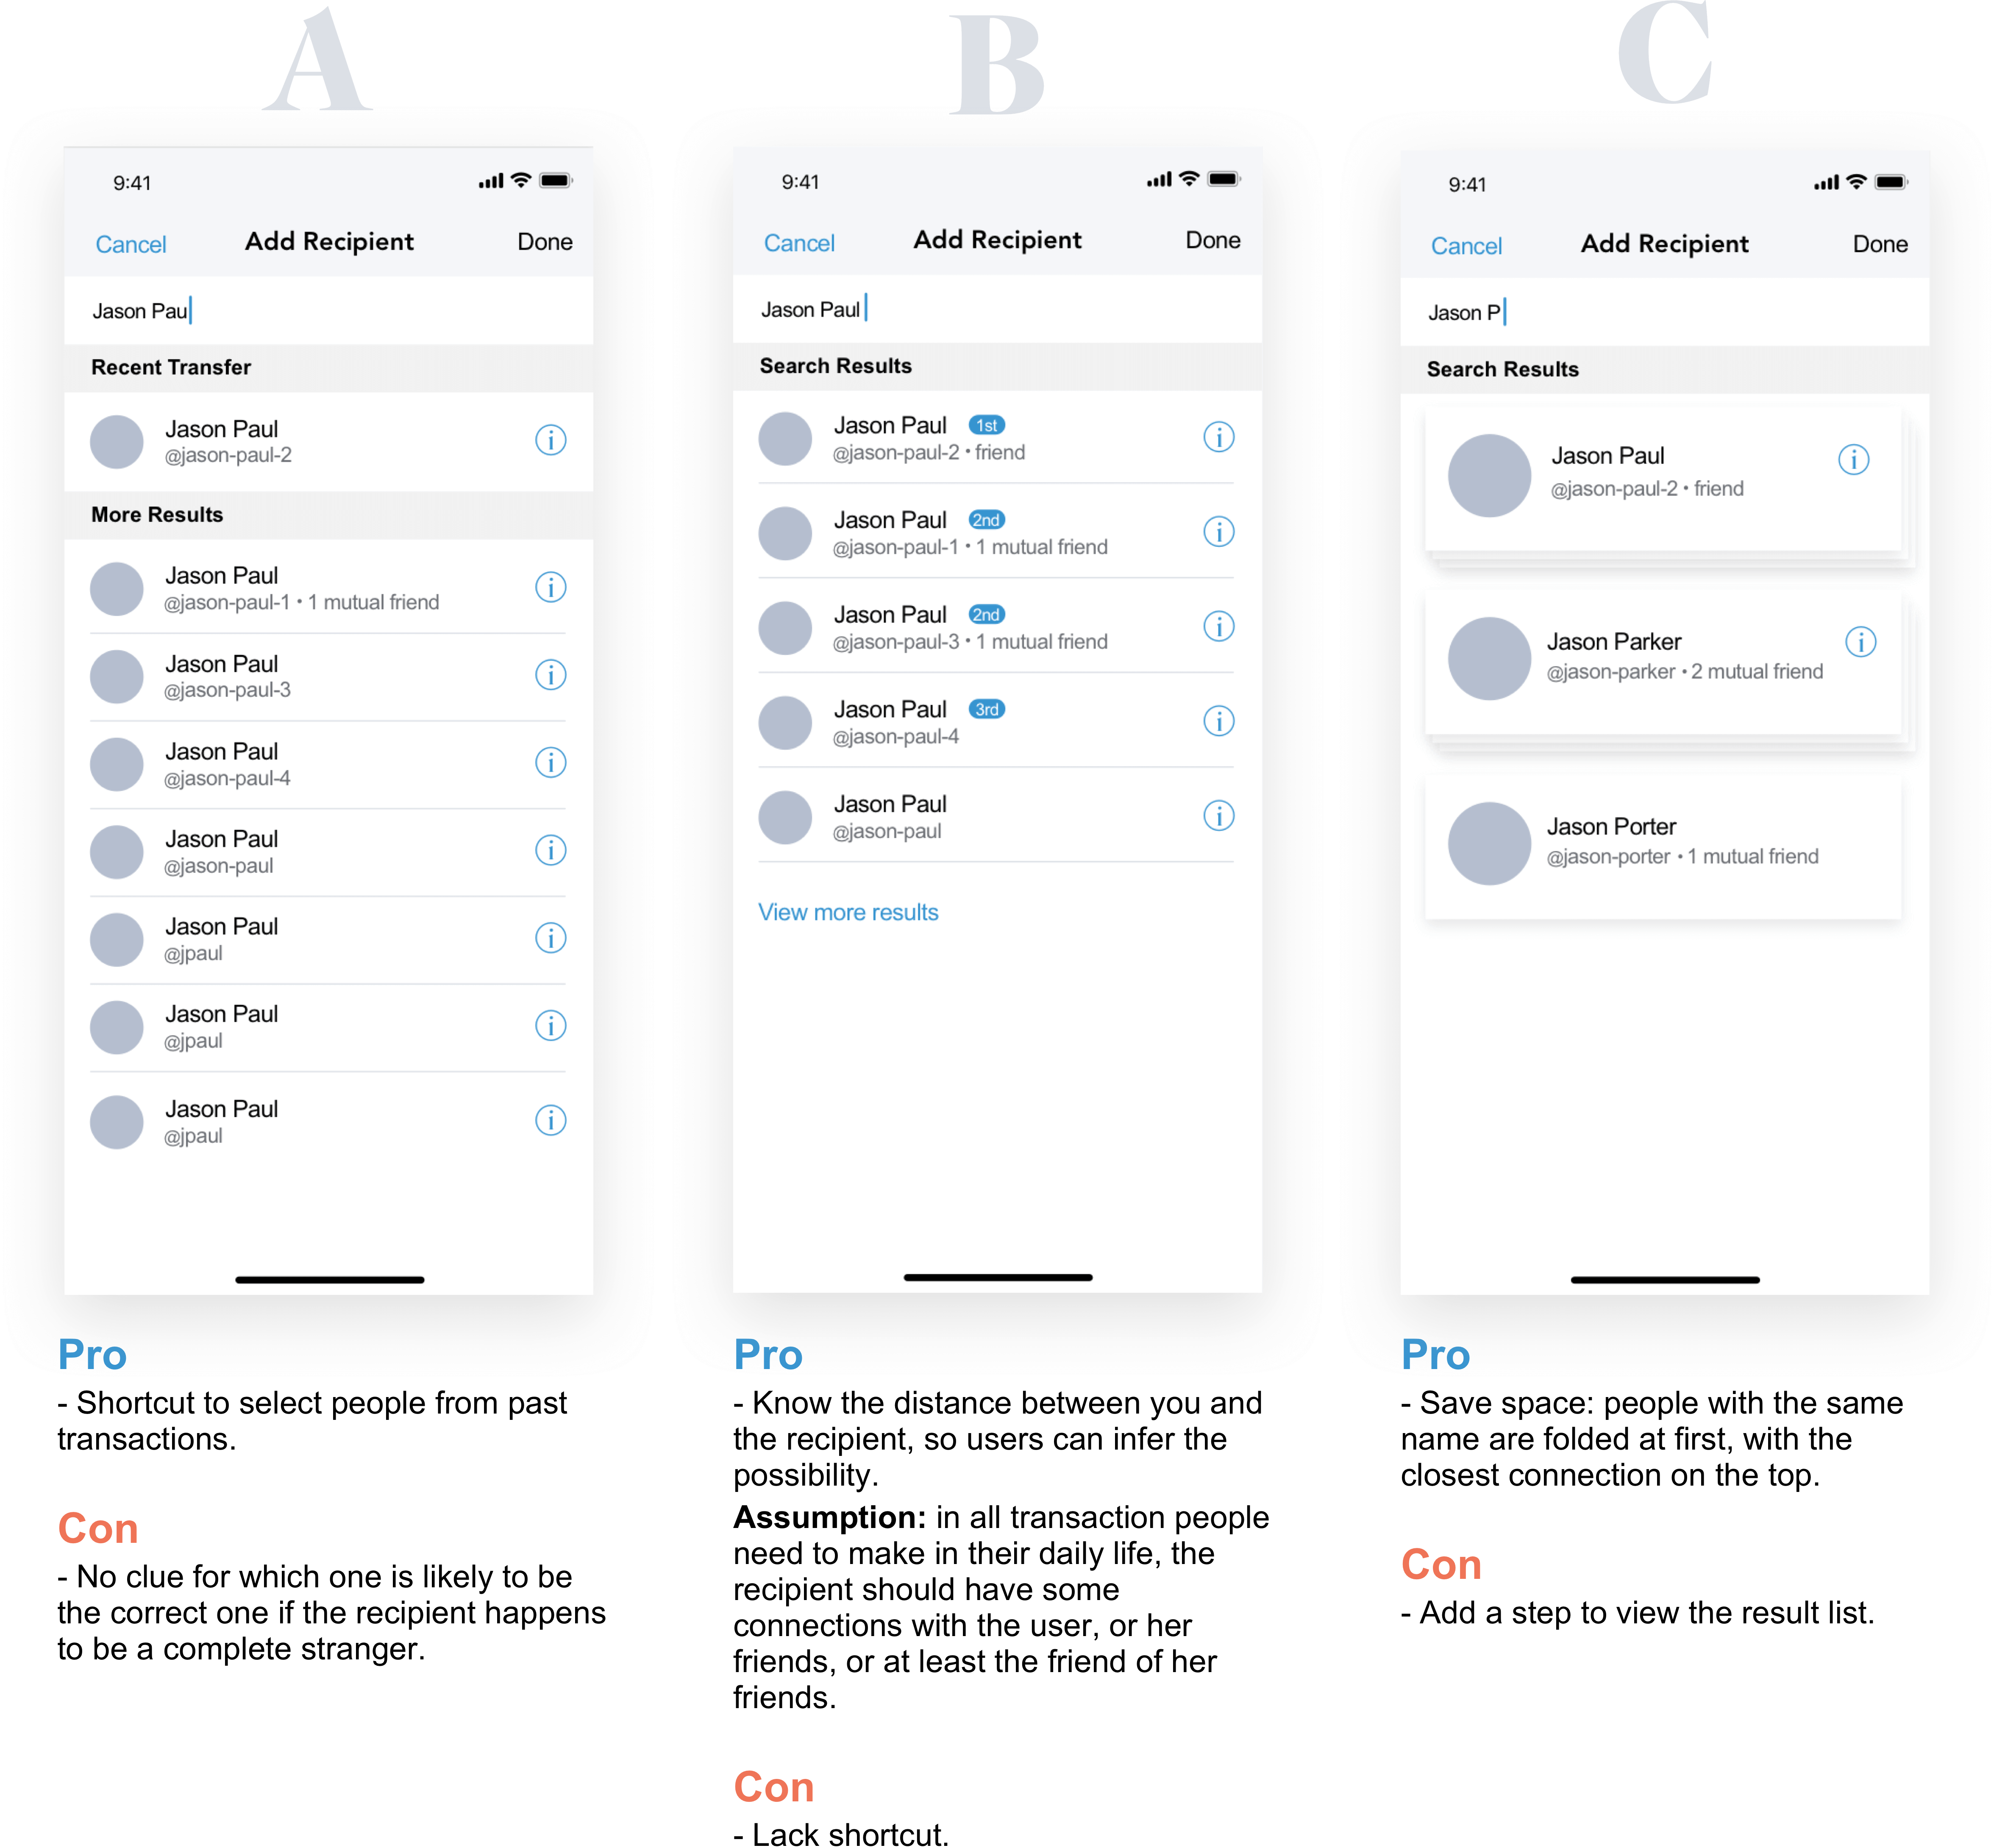 A
9:41
Cancel
Add Recipient
Done
Jason Pau
Recent Transfer
Jason Paul
@jason-paul-2
More Results
Jason Paul
@jason-paul-1 • 1 mutual friend
Jason Paul
@jason-paul-3
Jason Paul
@jason-paul-4
Jason Paul
@jason-paul
Jason Paul
@jpaul
Jason Paul
@jpaul
Jason Paul
@jpaul
Pro
- Shortcut to select people from past
transactions.
Con
- No clue for which one is likely to be
the correct one if the recipient happens
to be a complete stranger.
B
9:41
Cancel
Add Recipient
Done
Jason Paul
Search Results
Jason Paul 1st
@jason-paul-2 • friend
Jason Paul 2nd
@jason-paul-1 • 1 mutual friend
Jason Paul 2nd
@jason-paul-3 • 1 mutual friend
Jason Paul 3rd
@jason-paul-4
Jason Paul
@jason-paul
View more results
Pro
- Know the distance between you and
the recipient, so users can infer the
possibility.
Assumption: in all transaction people
need to make in their daily life, the
recipient should have some
connections with the user, or her
friends, or at least the friend of her
friends.
Con
- Lack shortcut.
C
9:41
Cancel
Add Recipient
Done
Jason P
Search Results
Jason Paul
@jason-paul-2 • friend
Jason Parker
@jason-parker • 2 mutual friend
Jason Porter
@jason-porter • 1 mutual friend
Pro
- Save space: people with the same
name are folded at first, with the
closest connection on the top.
Con
- Add a step to view the result list.